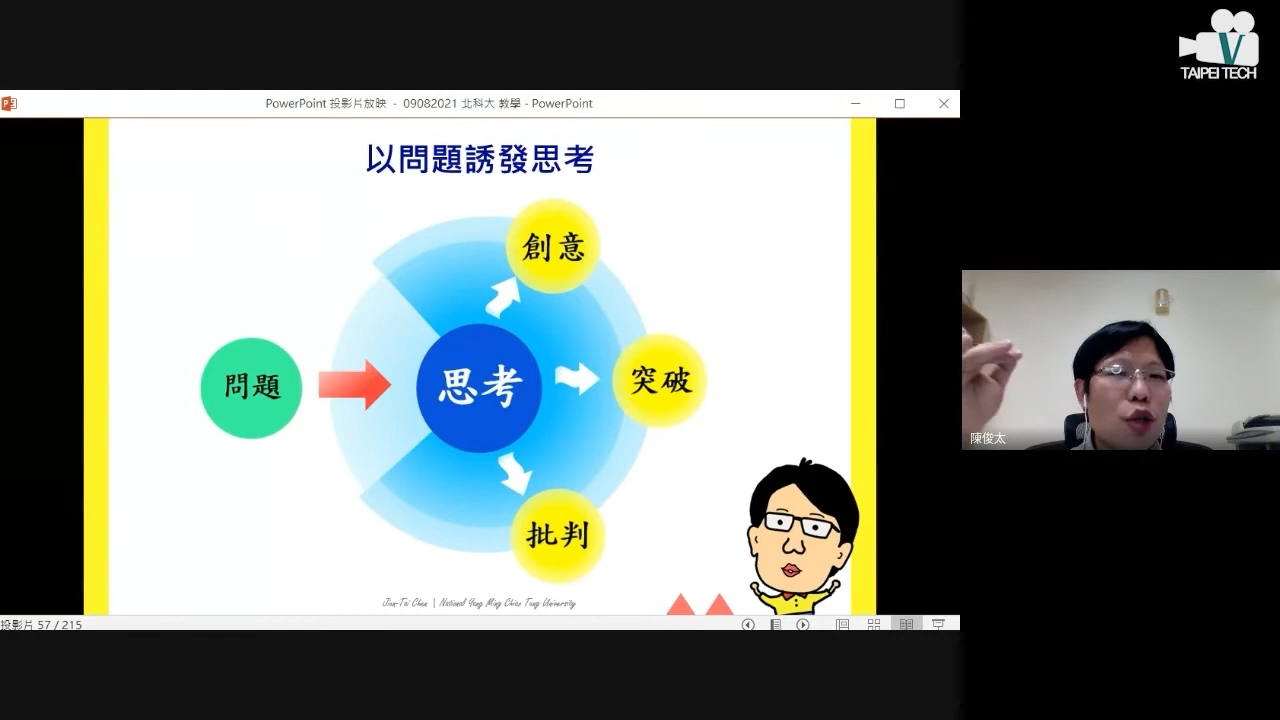 TAIPEI TECH
PowerPoint 投影片放映 - 09082021 北科大 教學 - PowerPoint
以問題誘發思考
創意
問題
思考
突破
批判
陳俊太
Jiun-Tai Chen | National Yang Ming Chiao Tung University
投影片 57 / 215